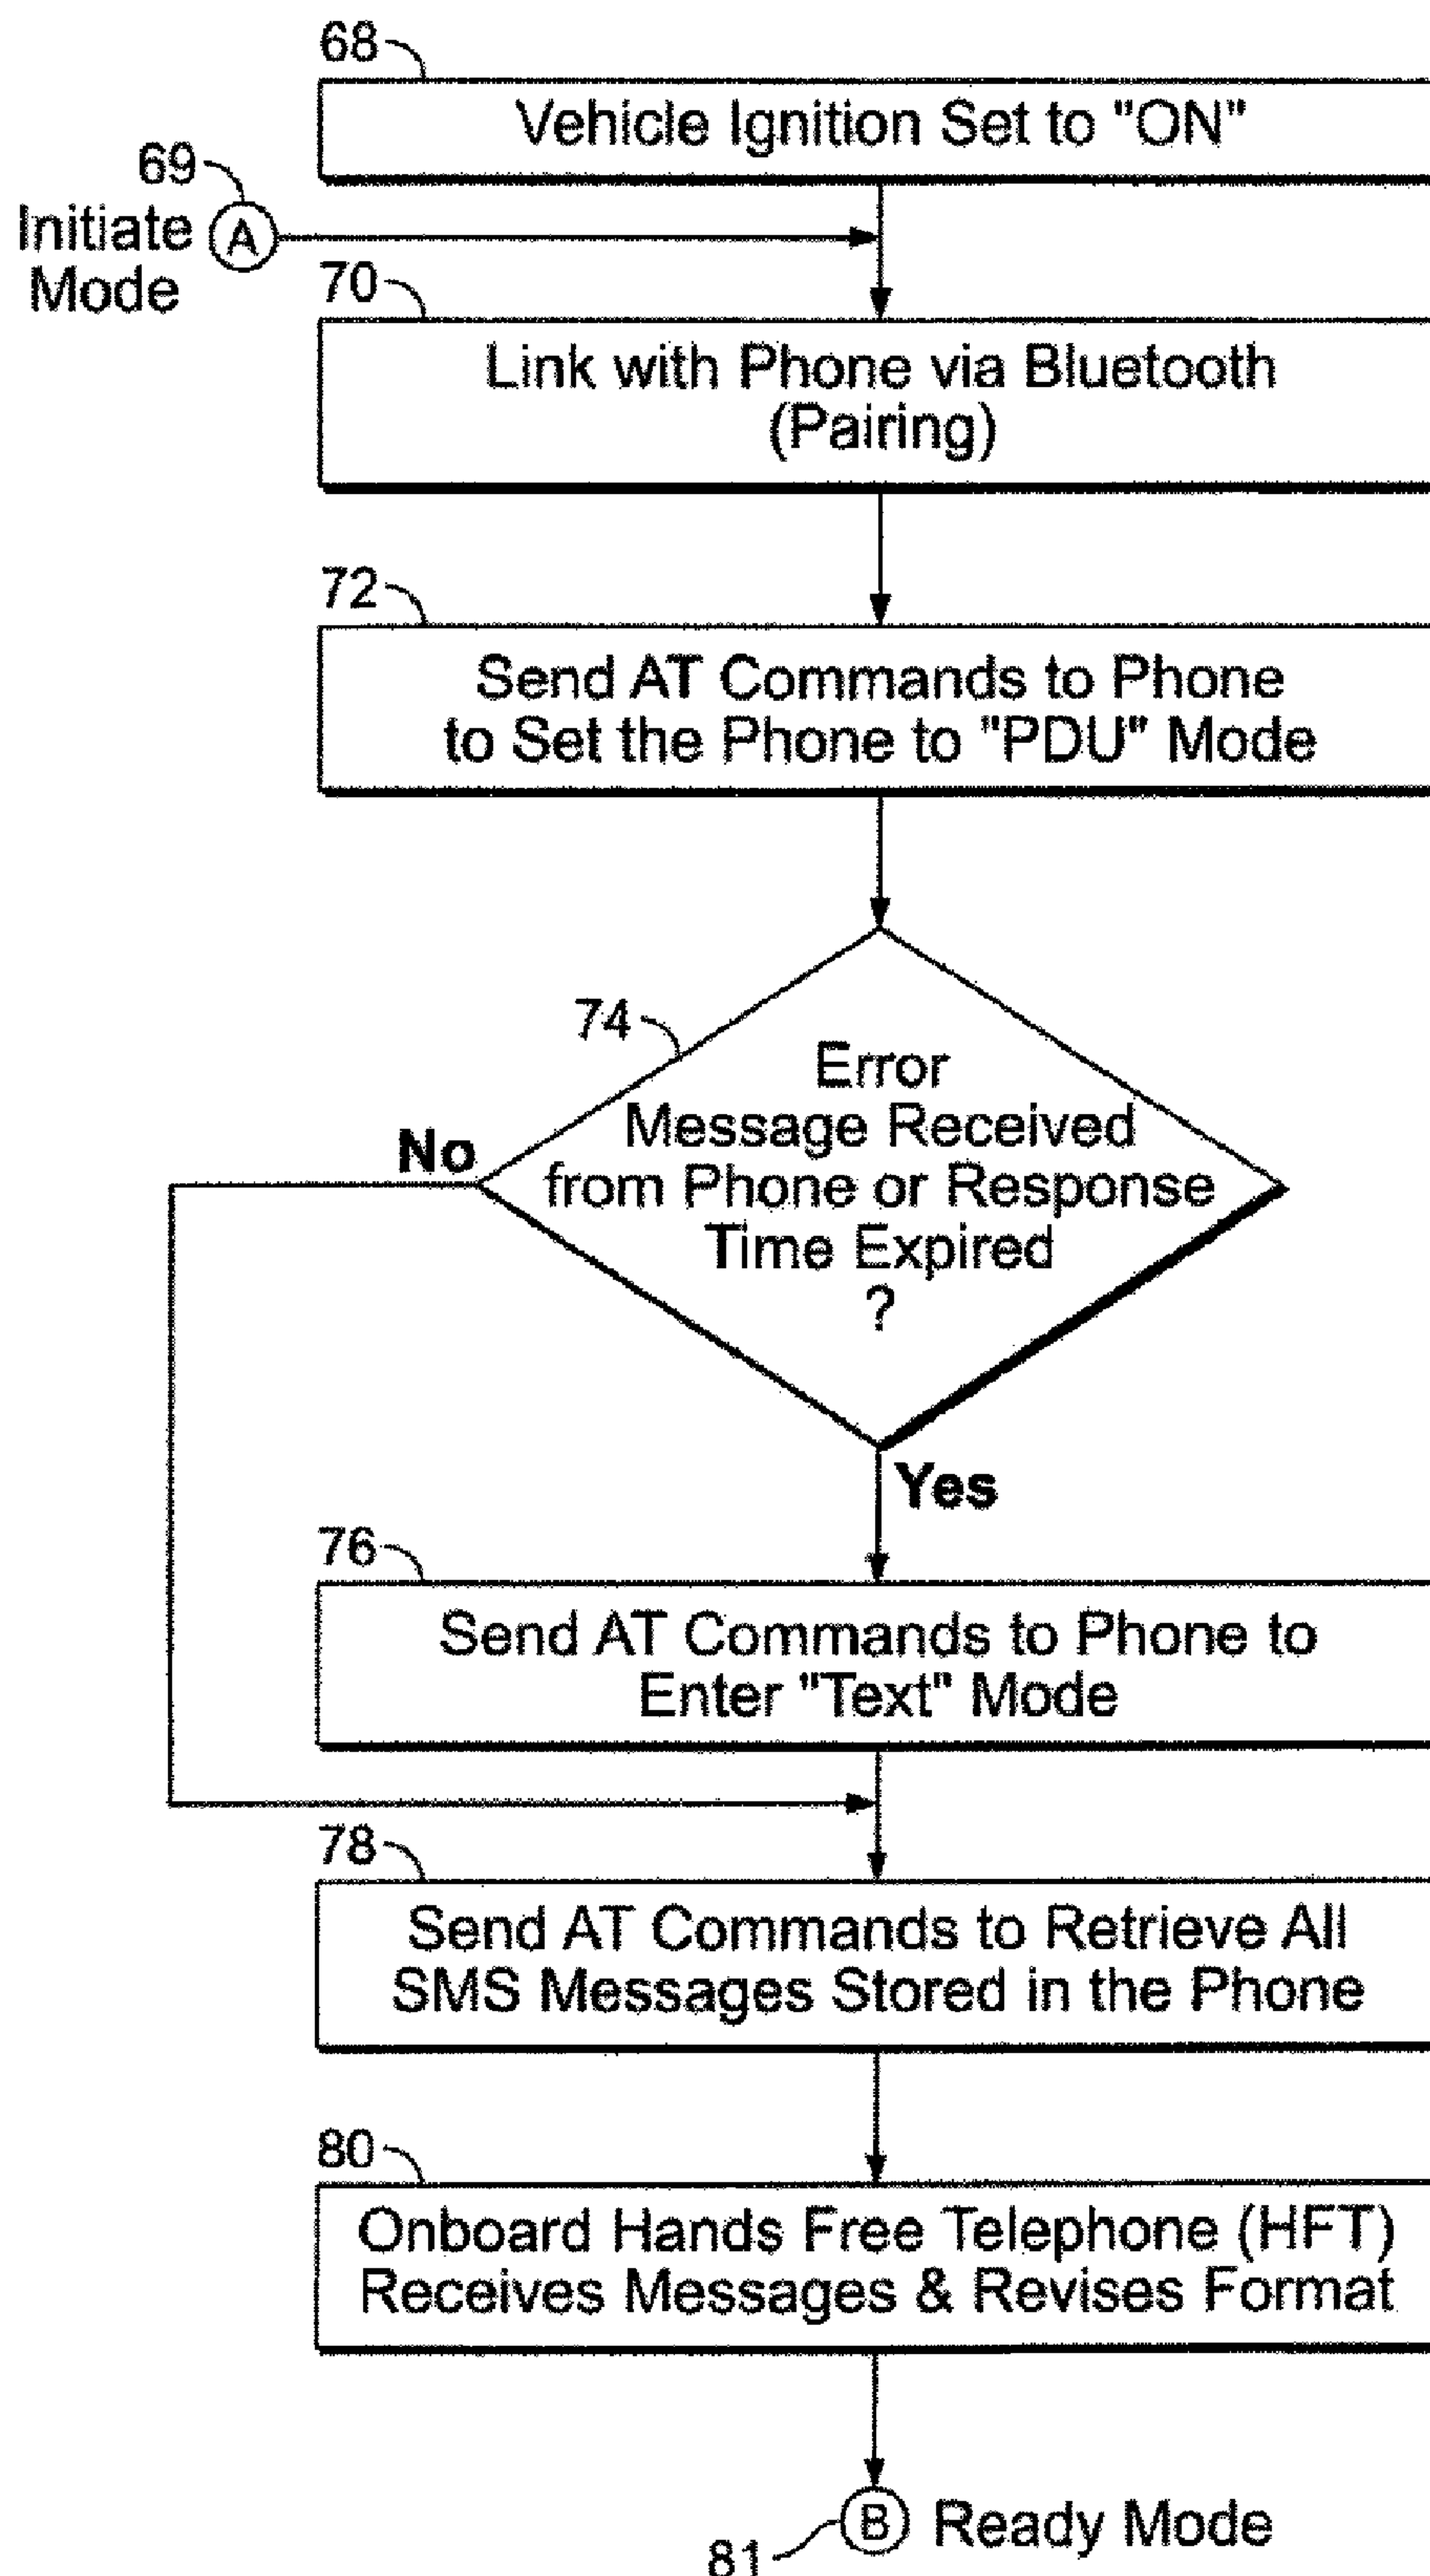 68
Vehicle Ignition Set to "ON"
69
Initiate
Mode
A
70
Link with Phone via Bluetooth
(Pairing)
72
Send AT Commands to Phone
to Set the Phone to "PDU" Mode
74
Error
Message Received
from Phone or Response
Time Expired
?
No
Yes
76
Send AT Commands to Phone to
Enter "Text" Mode
78
Send AT Commands to Retrieve All
SMS Messages Stored in the Phone
80
Onboard Hands Free Telephone (HFT)
Receives Messages & Revises Format
B Ready Mode
81